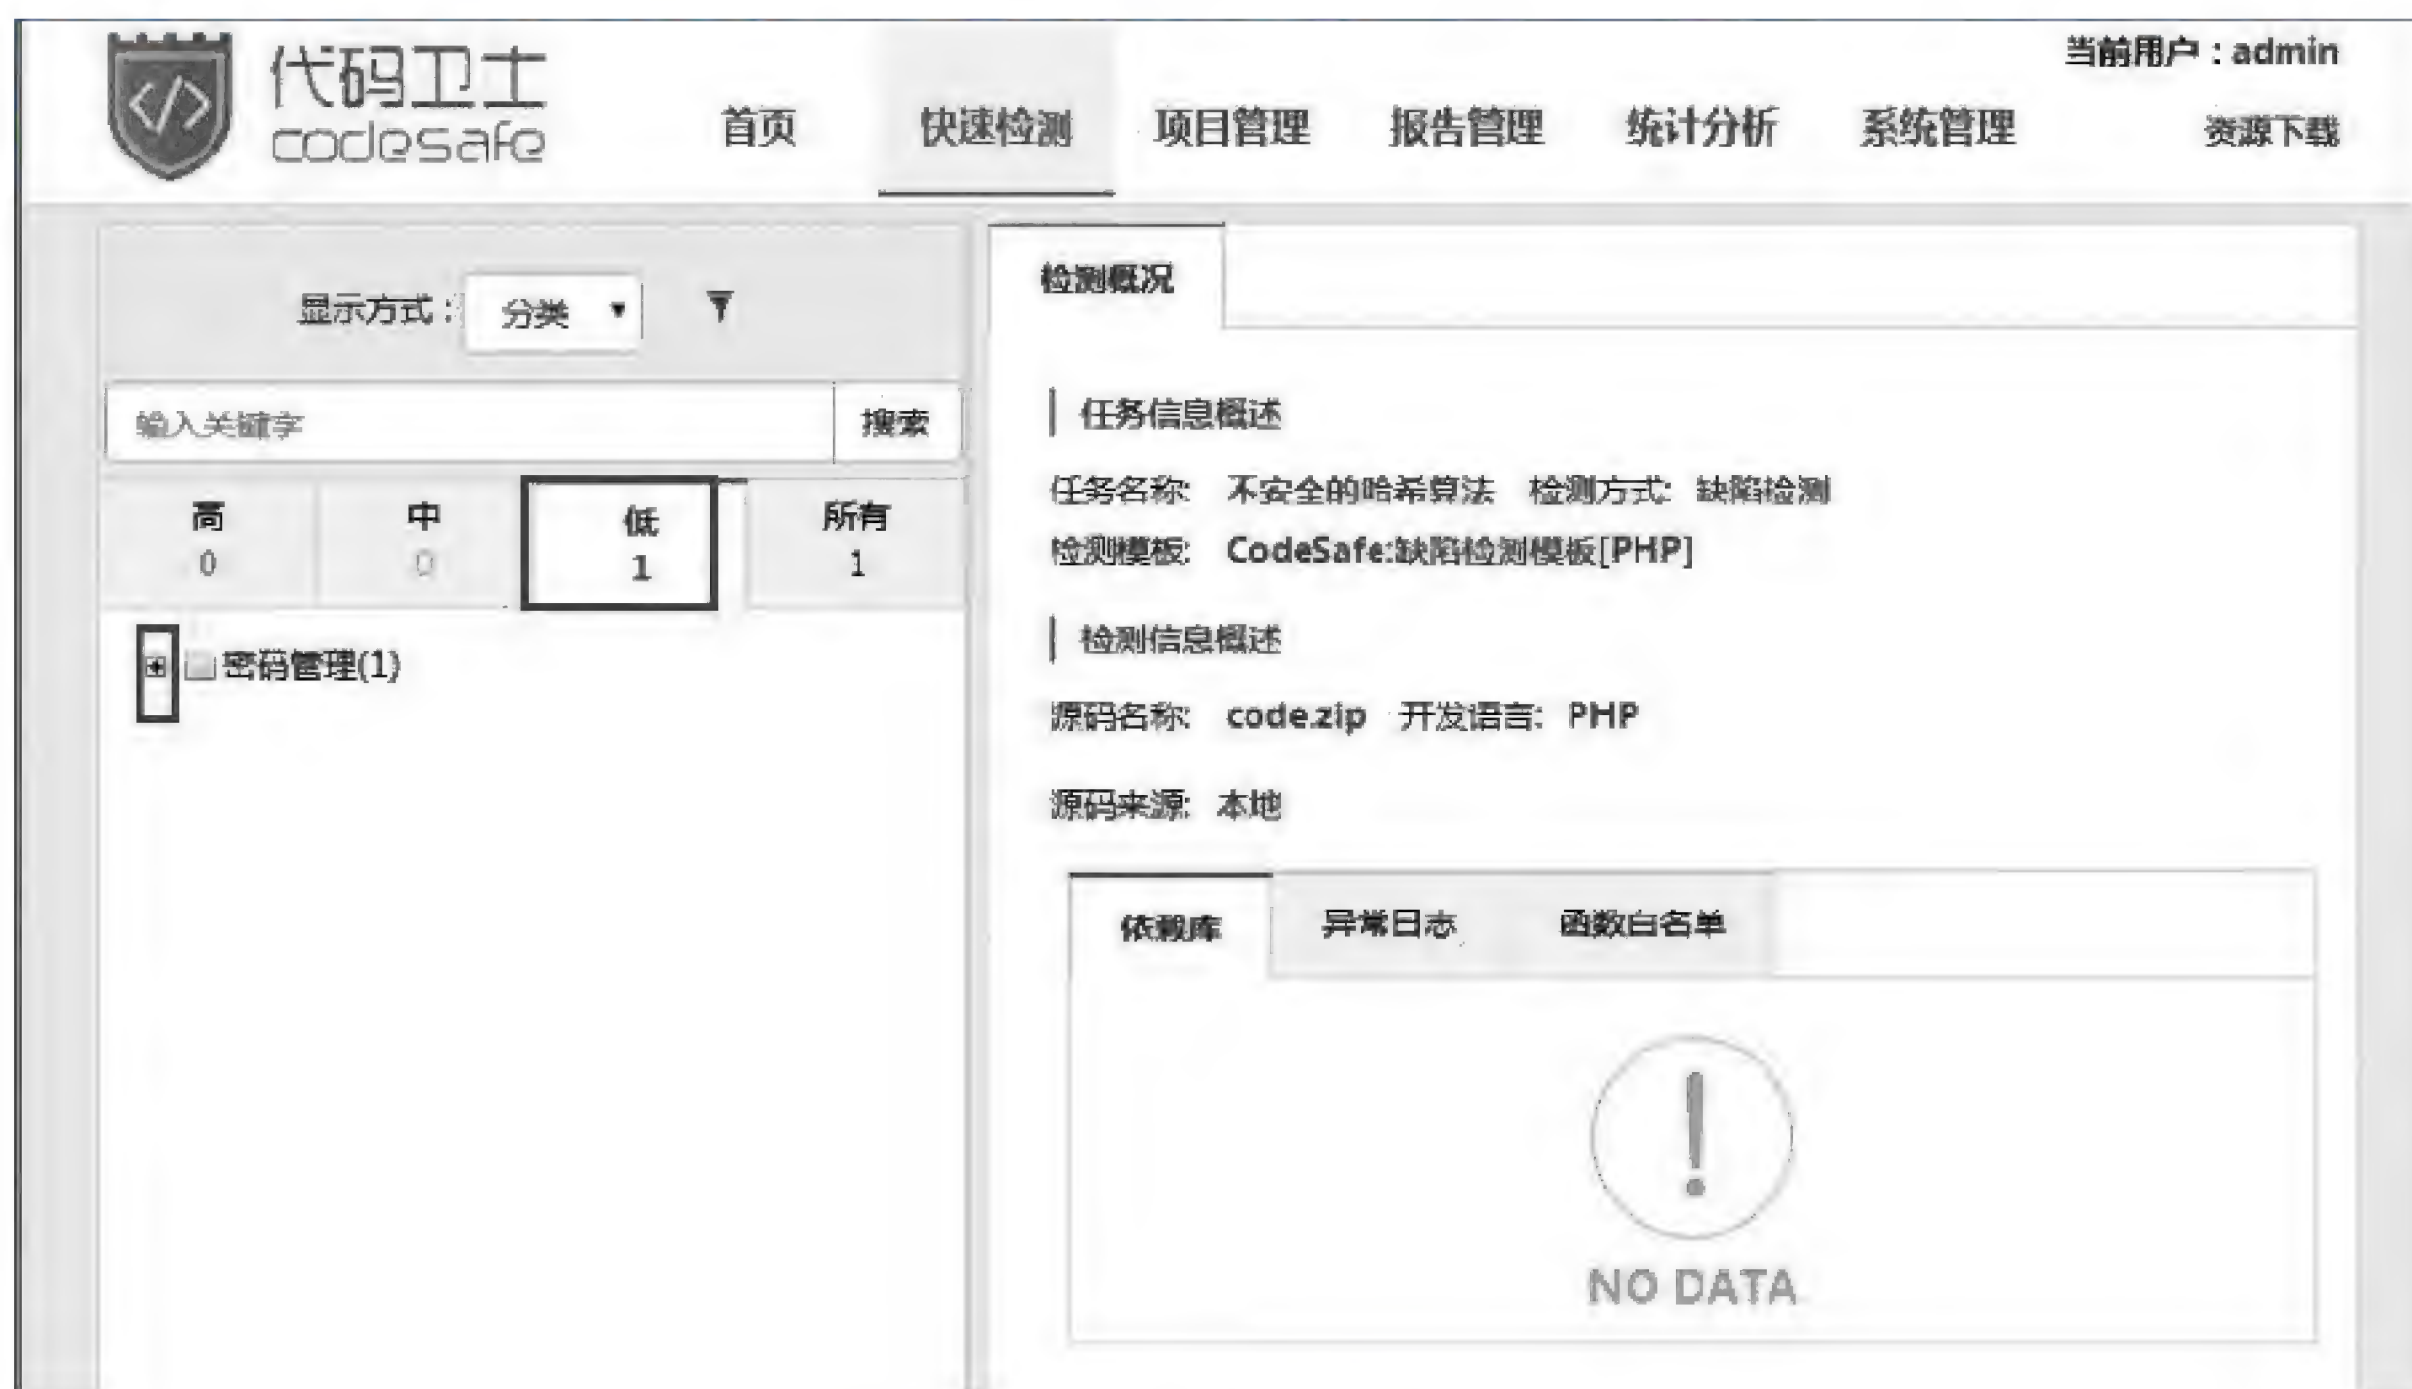 当前用户：admin
代码卫士
codesafe
首页 快速检测 项目管理 报告管理 统计分析 系统管理 资源下载
显示方式： 分类
输入关键字 搜索
高 中 低 所有
0 0 1 1
密码管理(1)
检测概况
任务信息概述
任务名称: 不安全的哈希算法 检测方式: 缺陷检测
检测模板: CodeSafe:缺陷检测模板[PHP]
检测信息概述
源码名称: code.zip 开发语言: PHP
源码来源: 本地
依赖库 异常日志 函数白名单
NO DATA